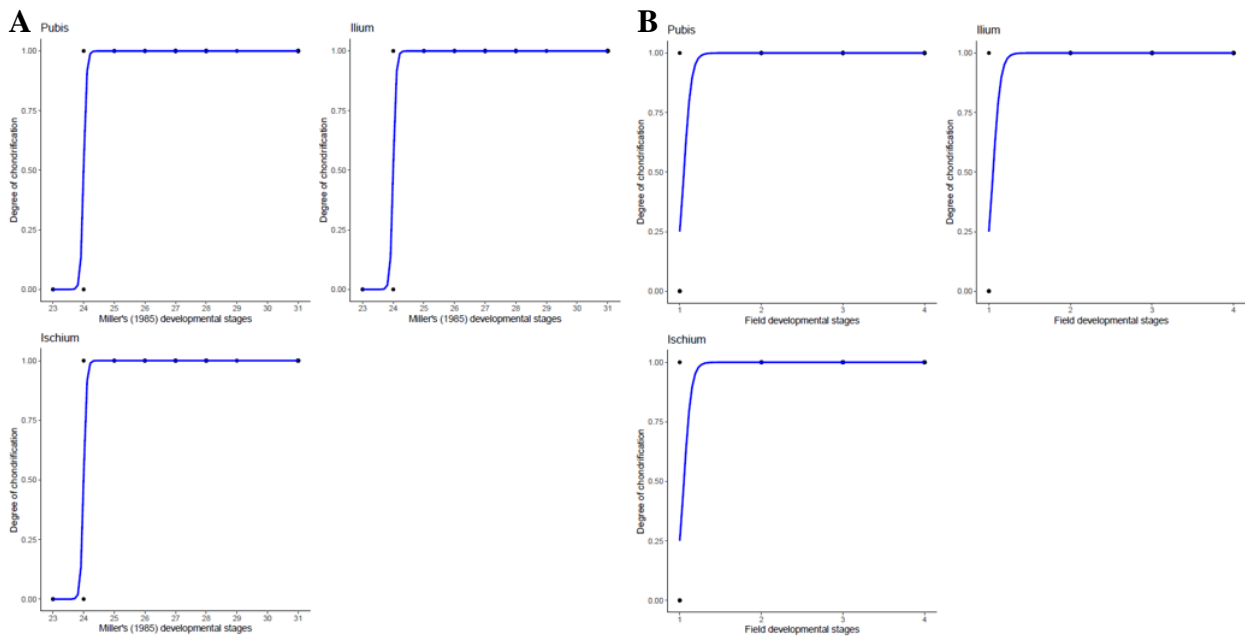 A
Pubis
Degree of chondrification
1.00
0.75
0.50
0.25
0.00
23 24 25 26 27 28 29 31
Miller's (1985) developmental stages
Ilium
Degree of chondrification
1.00
0.75
0.50
0.25
0.00
23 24 25 26 27 28 29 31
Miller's (1985) developmental stages
Ischium
Degree of chondrification
1.00
0.75
0.50
0.25
0.00
23 24 25 26 27 28 29 31
Miller's (1985) developmental stages
B
Pubis
Degree of chondrification
1.00
0.75
0.50
0.25
0.00
1 2 3 4
Field developmental stages
Ilium
Degree of chondrification
1.00
0.75
0.50
0.25
0.00
1 2 3 4
Field developmental stages
Ischium
Degree of chondrification
1.00
0.75
0.50
0.25
0.00
1 2 3 4
Field developmental stages